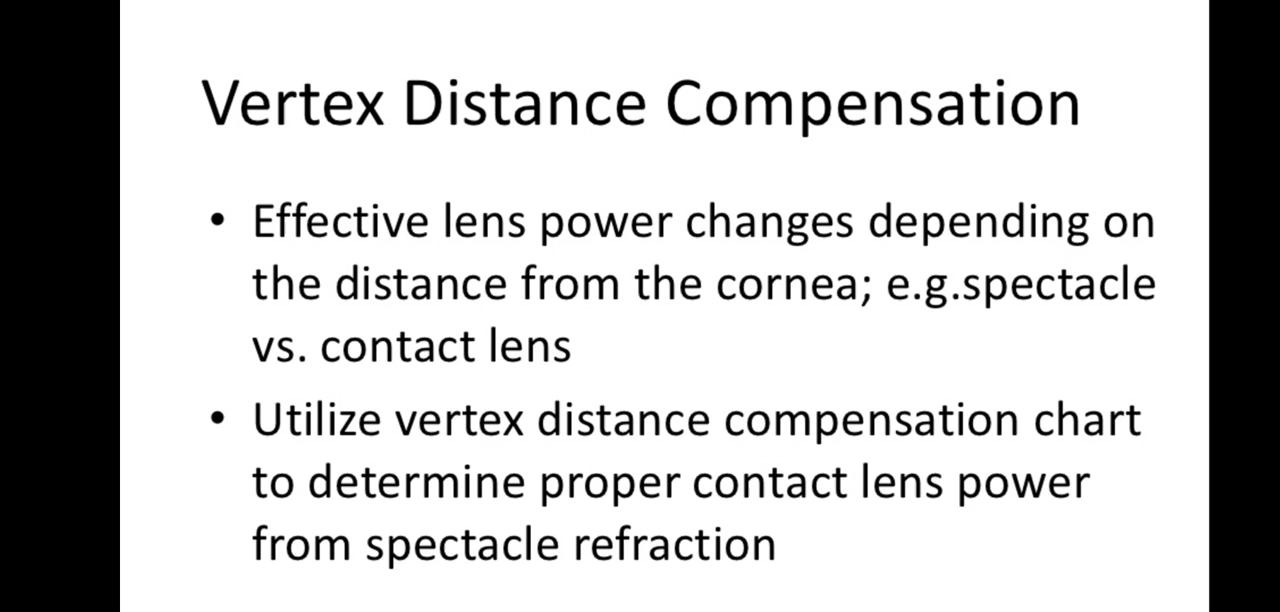 Vertex Distance Compensation
• Effective lens power changes depending on
the distance from the cornea; e.g.spectacle
vs. contact lens
• Utilize vertex distance compensation chart
to determine proper contact lens power
from spectacle refraction